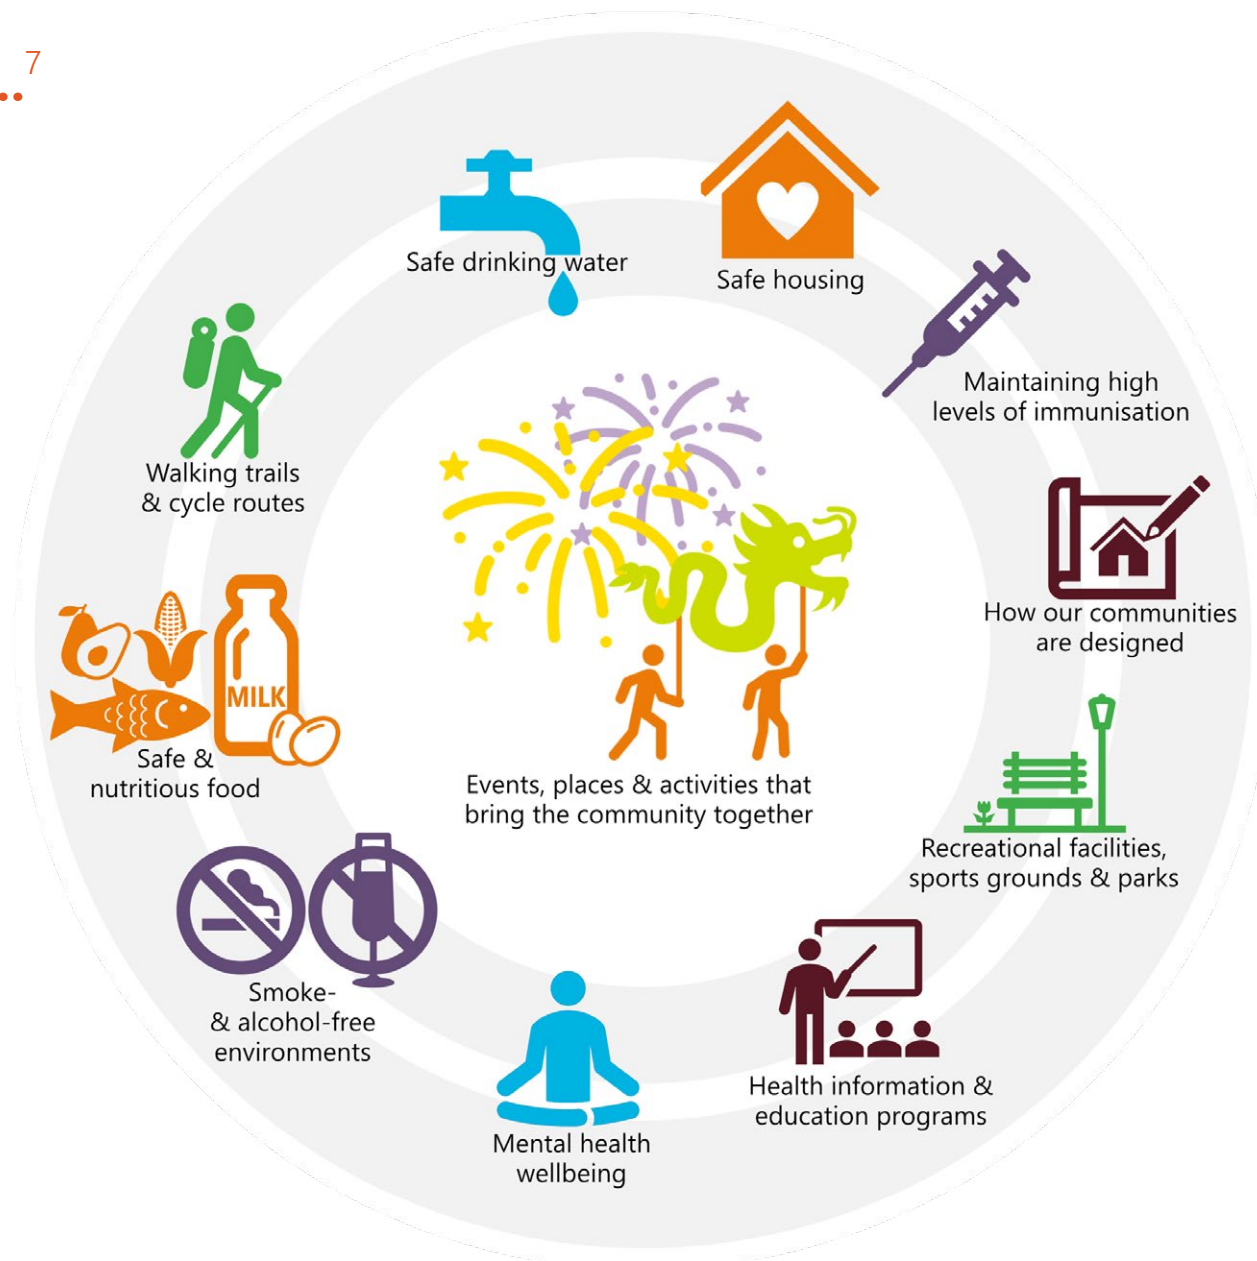 7
Safe drinking water
Safe housing
Maintaining high
levels of immunisation
Walking trails
& cycle routes
How our communities
are designed
MILK
Safe &
nutritious food
Events, places & activities that
bring the community together
Recreational facilities,
sports grounds & parks
Smoke-
& alcohol-free
environments
Health information &
education programs
Mental health
wellbeing